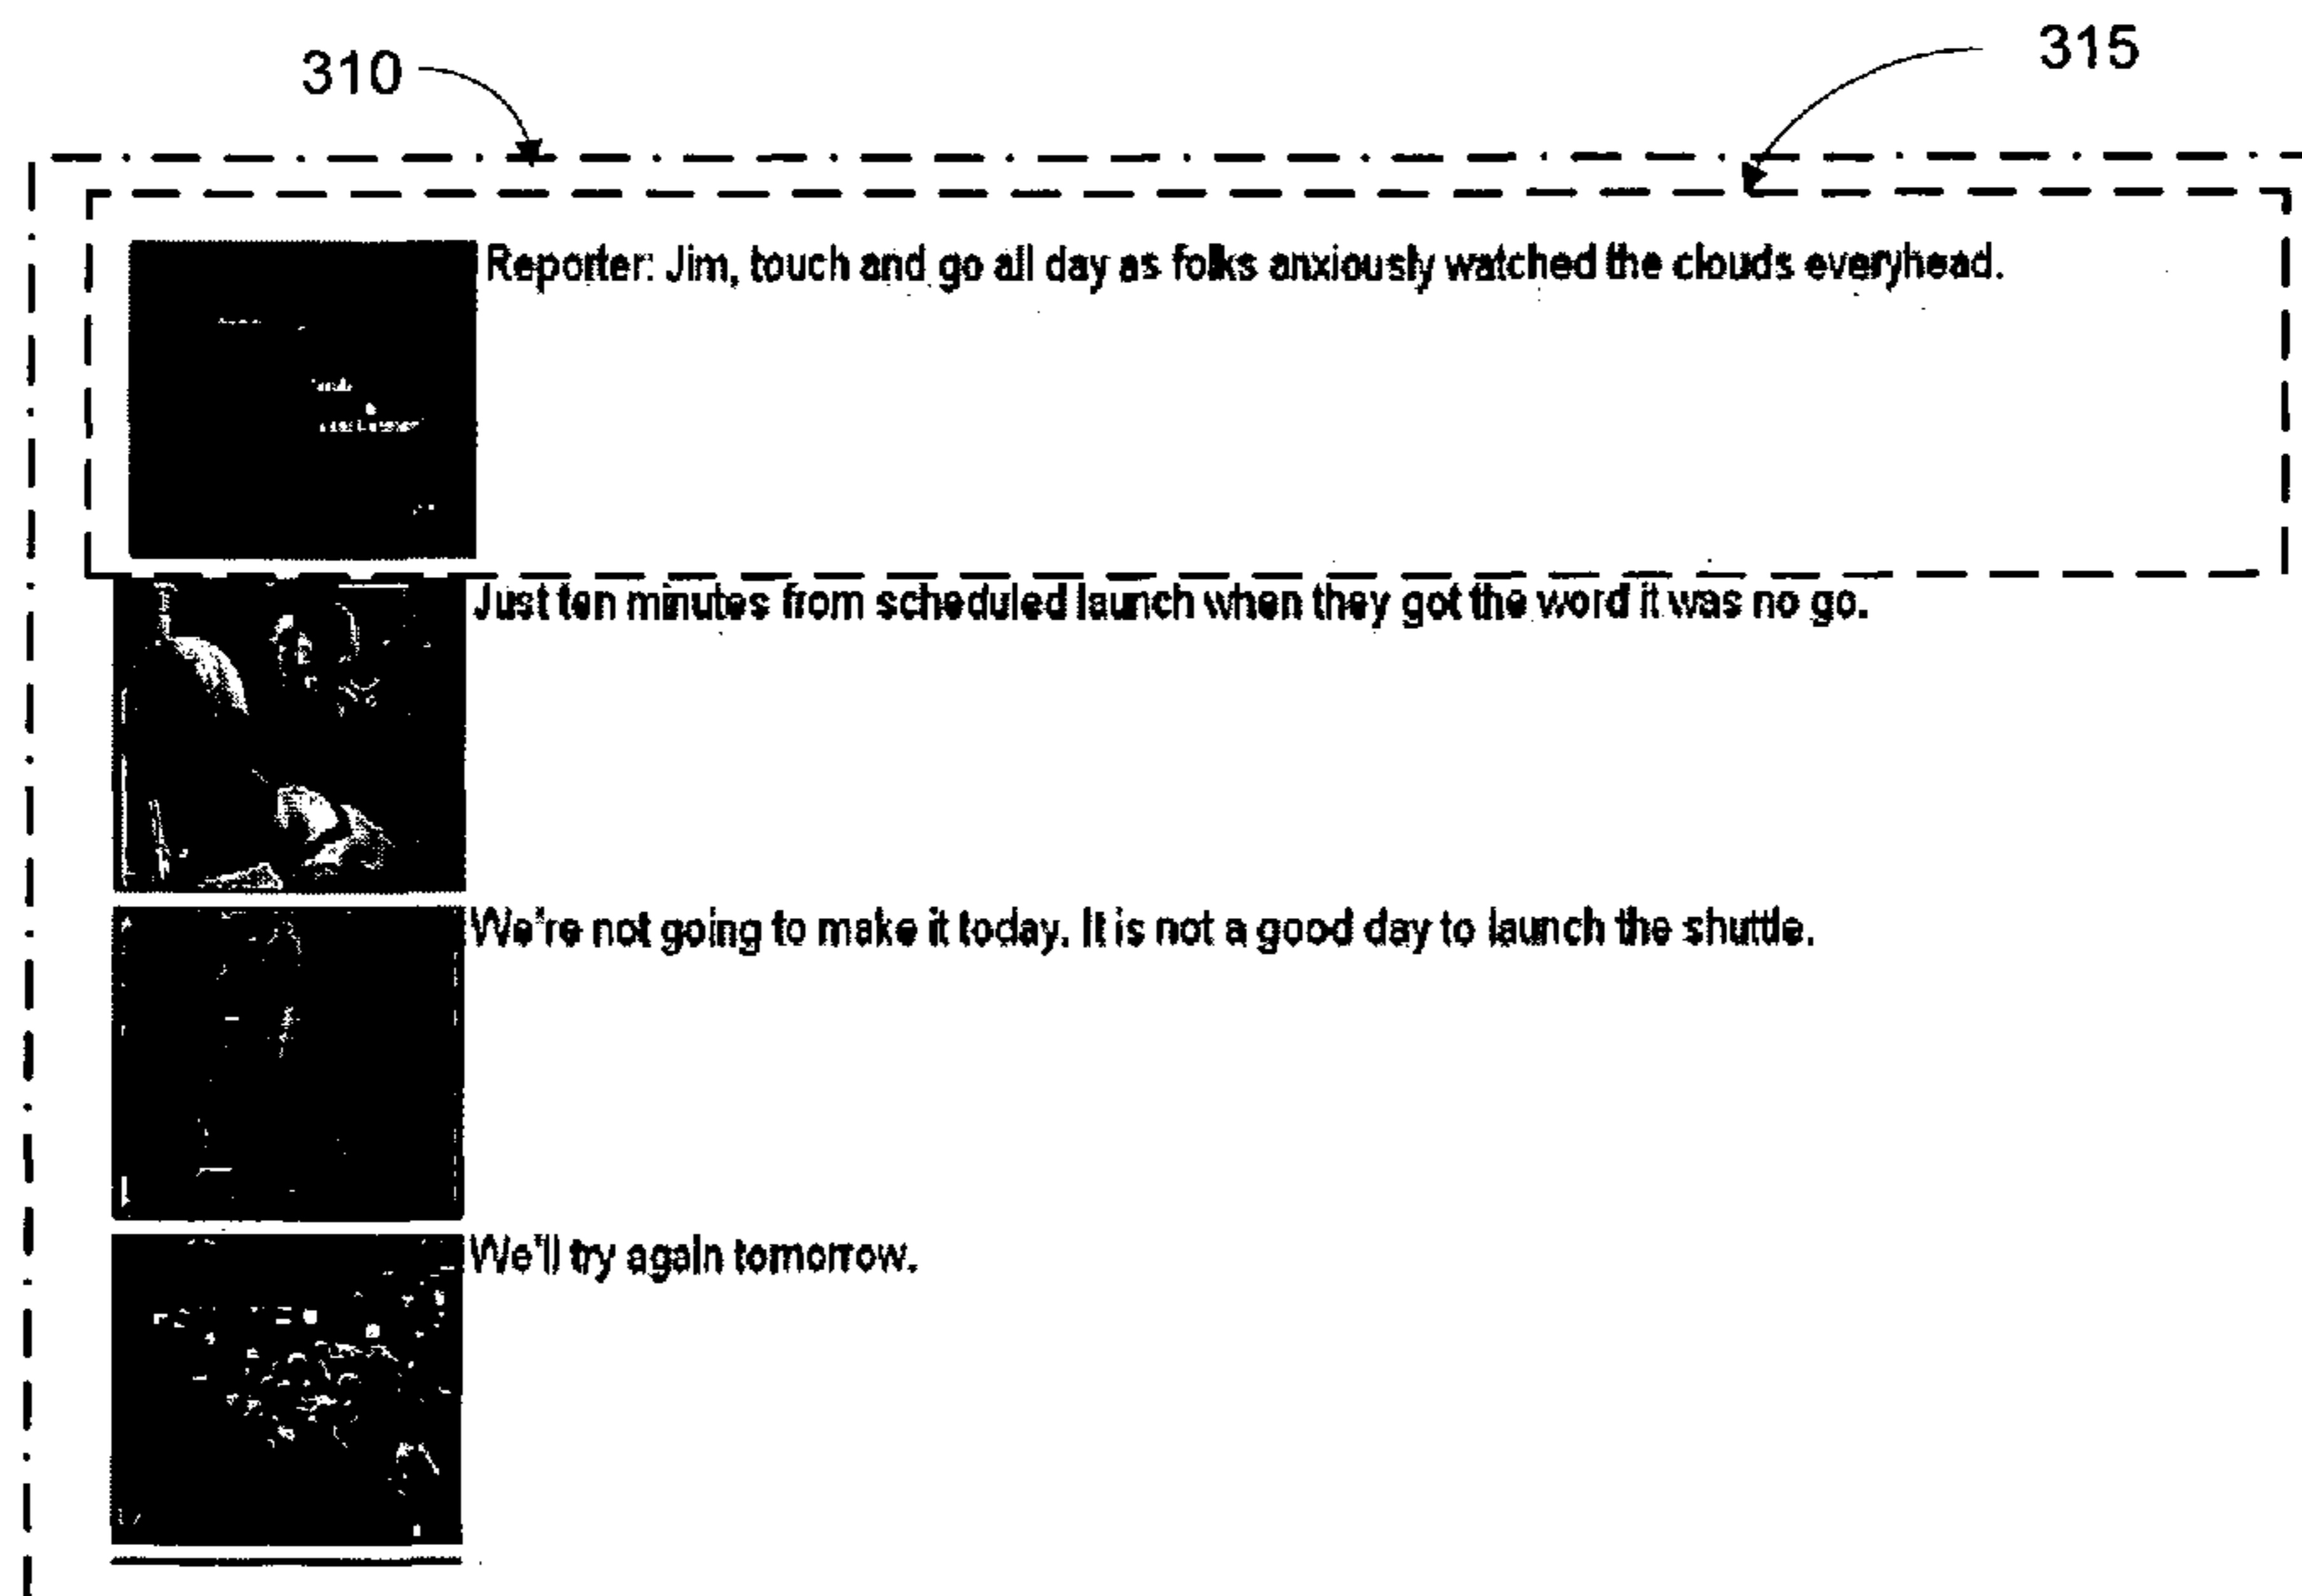 310
315
Reporter: Jim, touch and go all day as folks anxiously watched the clouds everyhead.
Just ten minutes from scheduled launch when they got the word it was no go.
We're not going to make it today. It is not a good day to launch the shuttle.
We'll try again tomorrow.